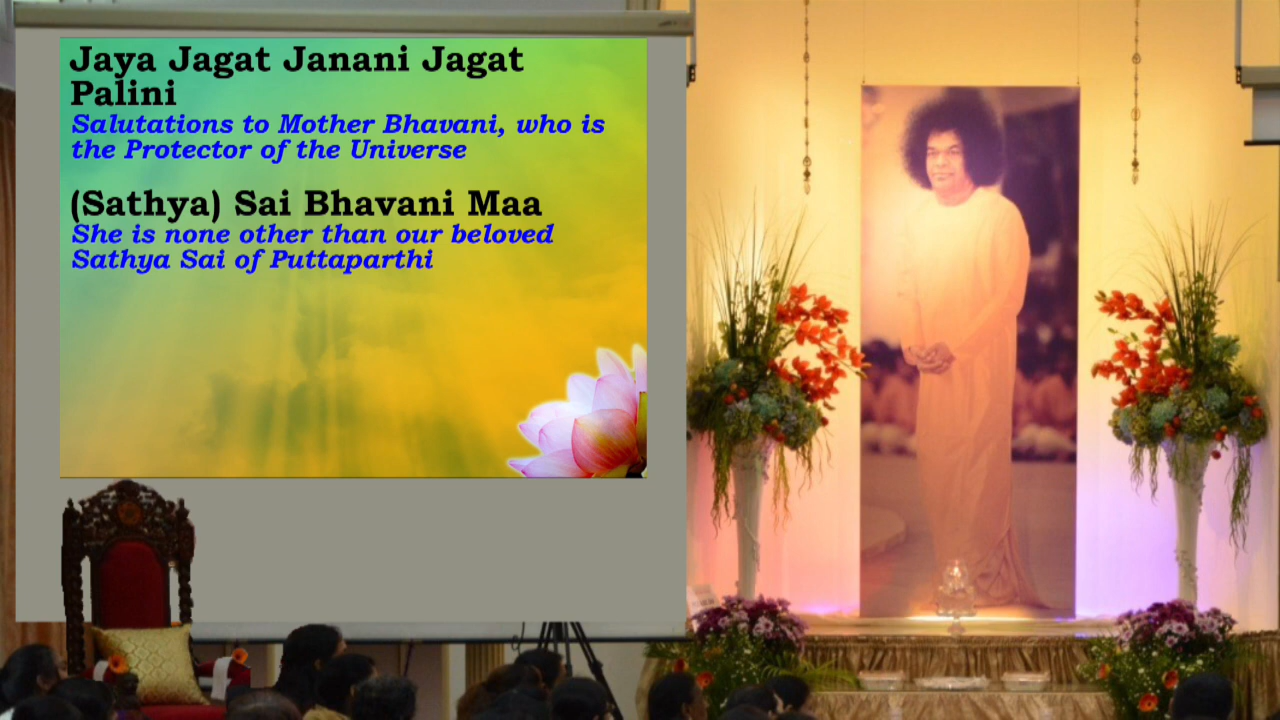 Jaya Jagat Janani Jagat
Palini
Salutations to Mother Bhavani, who is
the Protector of the Universe
(Sathya) Sai Bhavani Maa
She is none other than our beloved
Sathya Sai of Puttaparthi